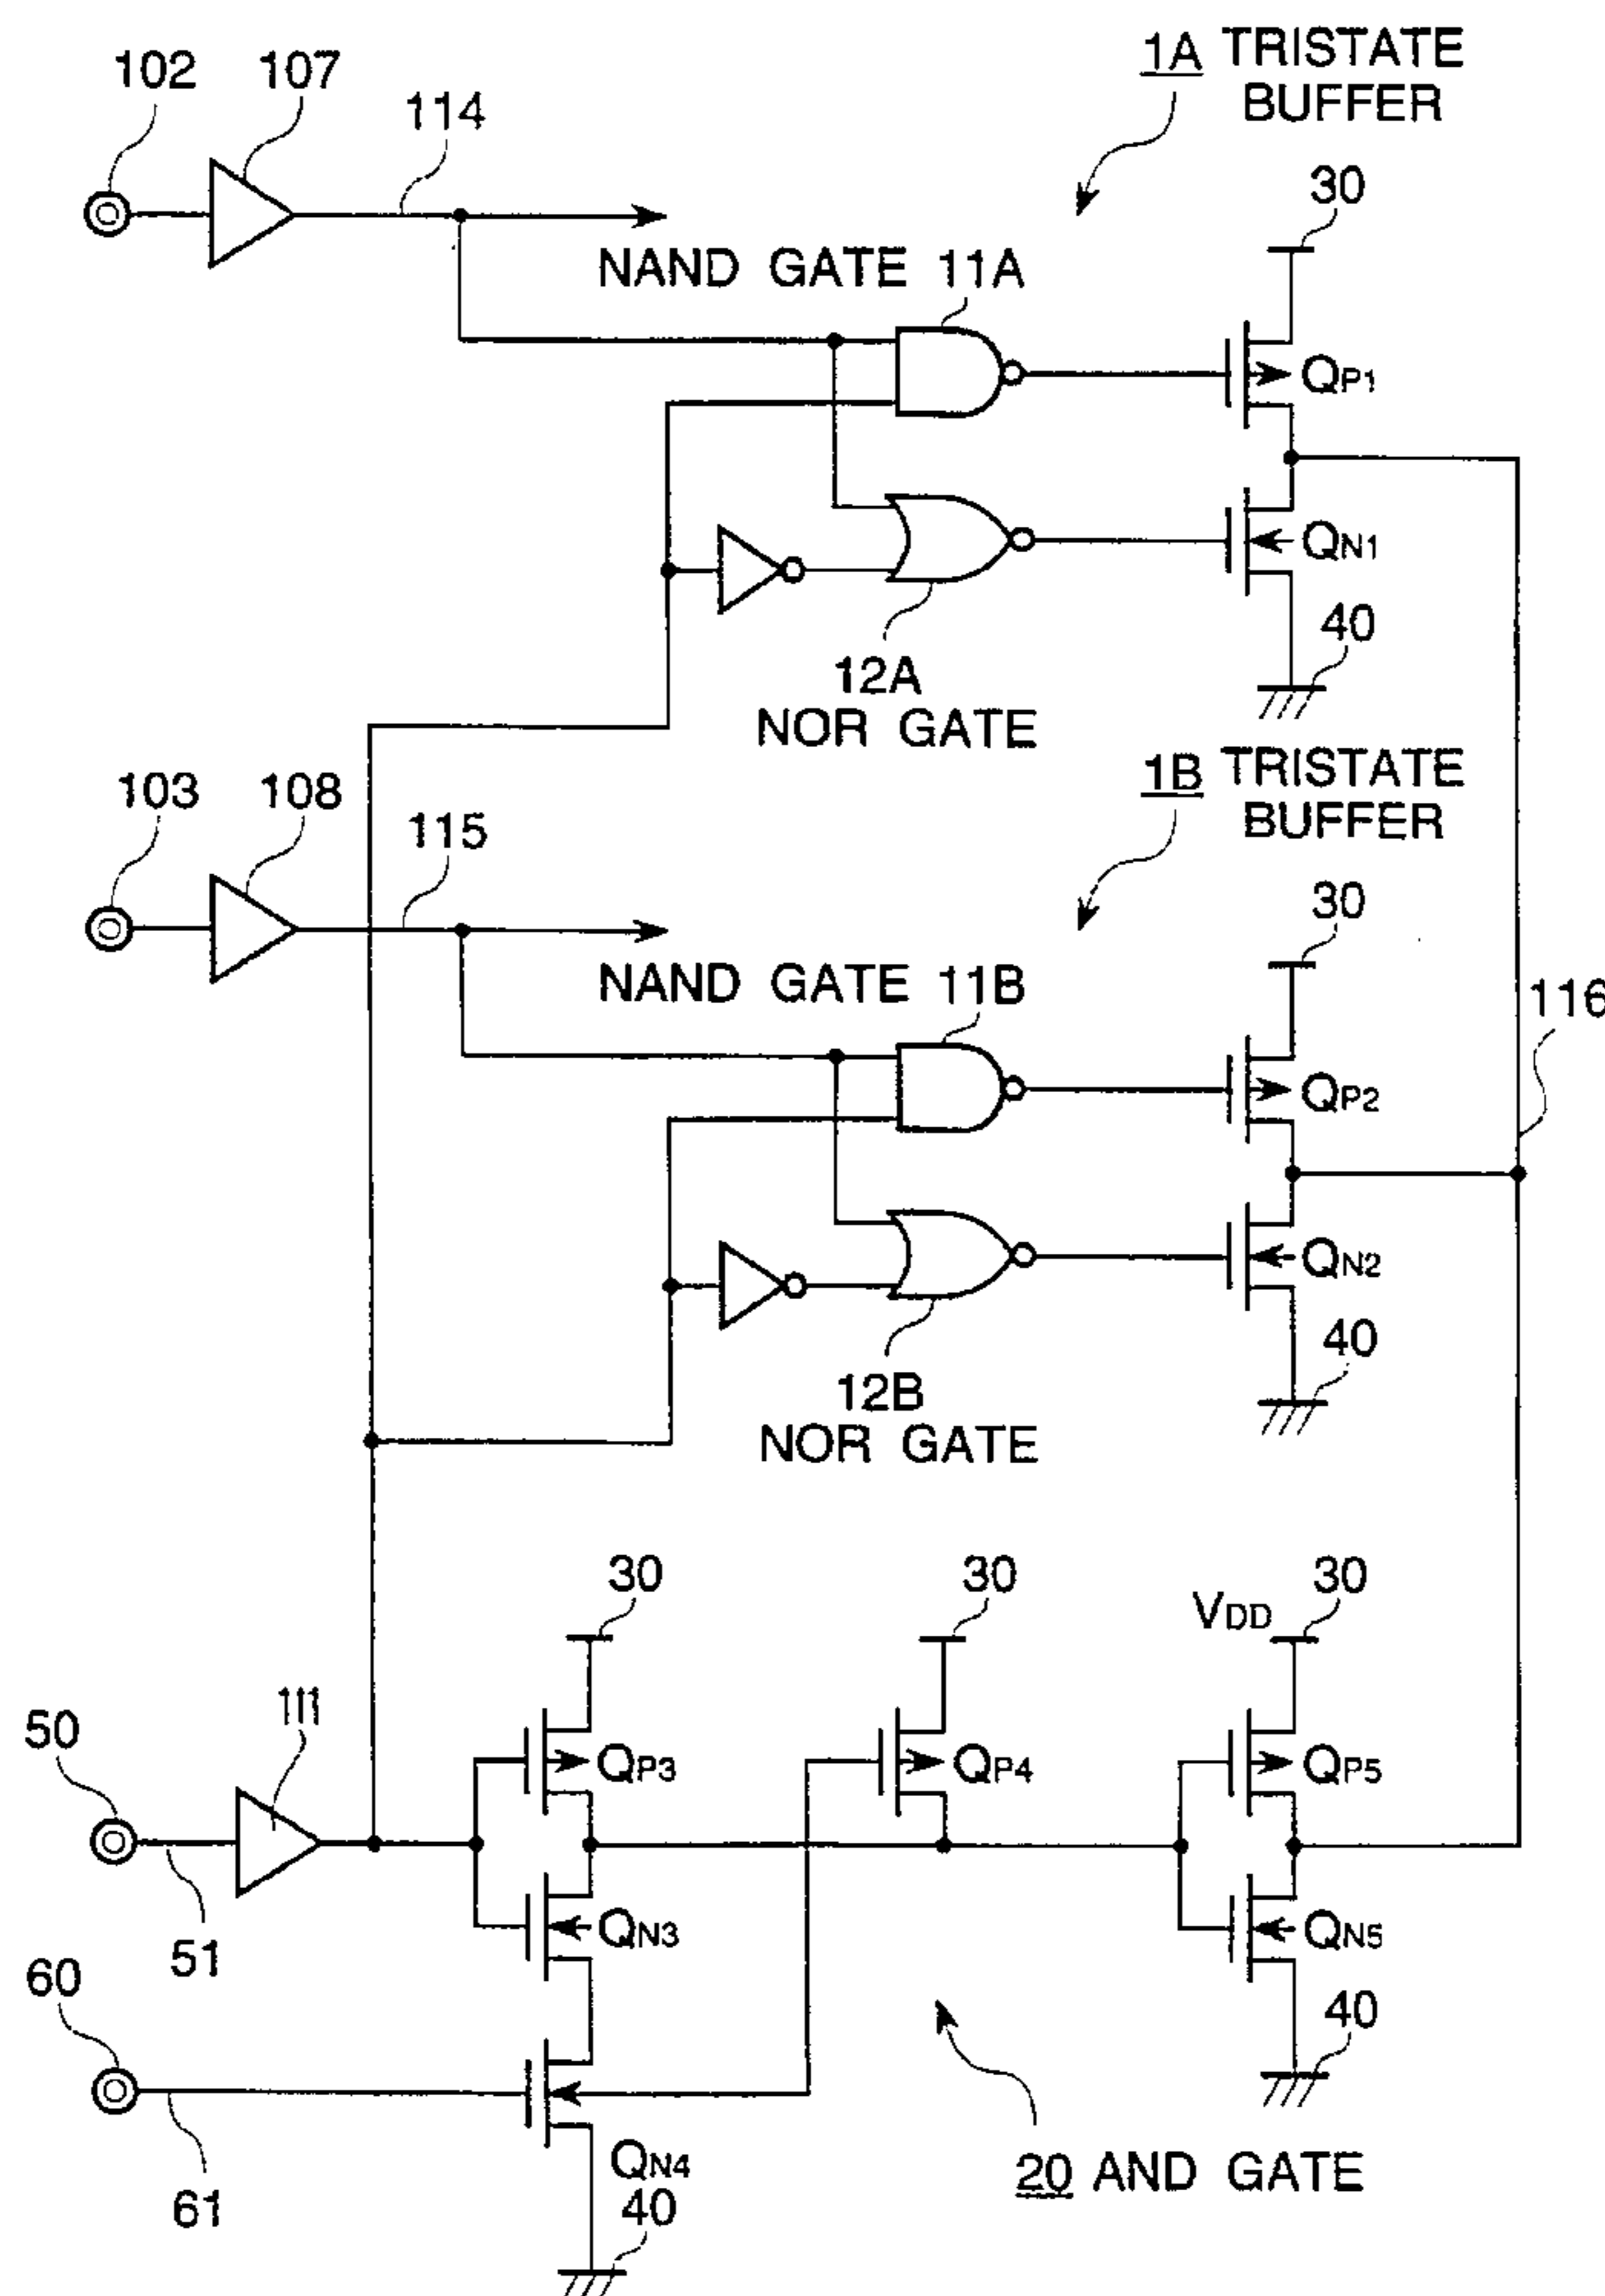 1A TRISTATE
BUFFER
102
107
114
30
NAND GATE 11A
QP1
QN1
40
12A
NOR GATE
1B TRISTATE
BUFFER
103
108
115
30
NAND GATE 11B
116
QP2
QN2
40
12B
NOR GATE
30
30
30
VDD
111
50
QP3
QP4
QP5
51
QN3
QN5
60
40
61
QN4
40
20 AND GATE